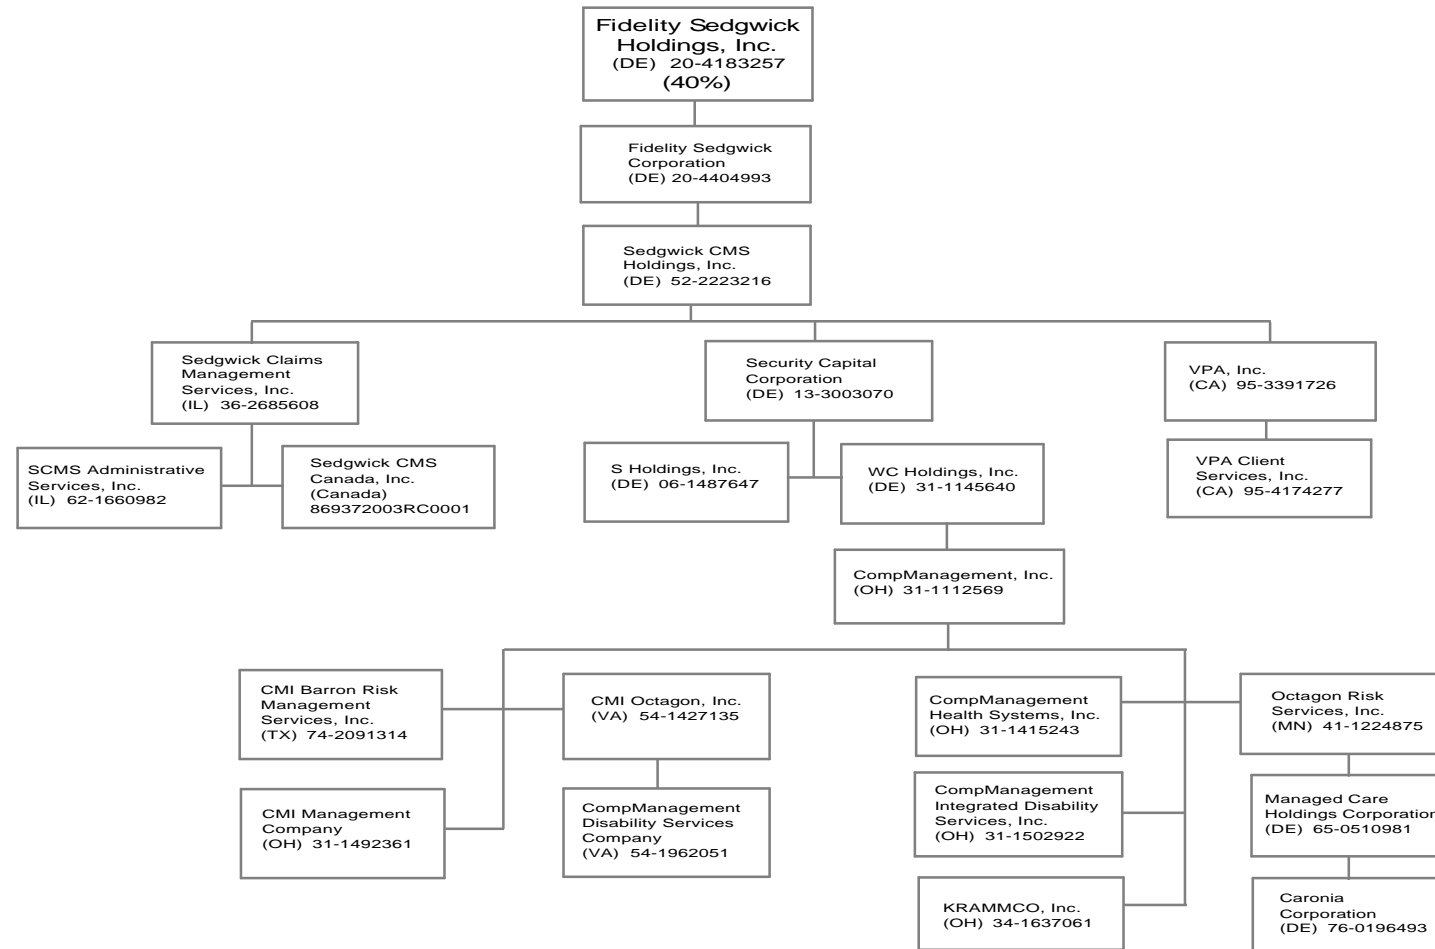 Fidelity Sedgwick
Holdings, Inc.
(DE) 20-4183257
(40%)
Fidelity Sedgwick
Corporation
(DE) 20-4404993
Sedgwick CMS
Holdings, Inc.
(DE) 52-2223216
Sedgwick Claims
Management
Services, Inc.
(IL) 36-2685608
Security Capital
Corporation
(DE) 13-3003070
VPA, Inc.
(CA) 95-3391726
SCMS Administrative
Services, Inc.
(IL) 62-1660982
Sedgwick CMS
Canada, Inc.
(Canada)
869372003RC0001
S Holdings, Inc.
(DE) 06-1487647
WC Holdings, Inc.
(DE) 31-1145640
VPA Client
Services, Inc.
(CA) 95-4174277
CompManagement, Inc.
(OH) 31-1112569
CMI Barron Risk
Management
Services, Inc.
(TX) 74-2091314
CMI Octagon, Inc.
(VA) 54-1427135
CompManagement
Health Systems, Inc.
(OH) 31-1415243
Octagon Risk
Services, Inc.
(MN) 41-1224875
CMI Management
Company
(OH) 31-1492361
CompManagement
Disability Services
Company
(VA) 54-1962051
CompManagement
Integrated Disability
Services, Inc.
(OH) 31-1502922
Managed Care
Holdings Corporation
(DE) 65-0510981
KRAMMCO, Inc.
(OH) 34-1637061
Caronia
Corporation
(DE) 76-0196493